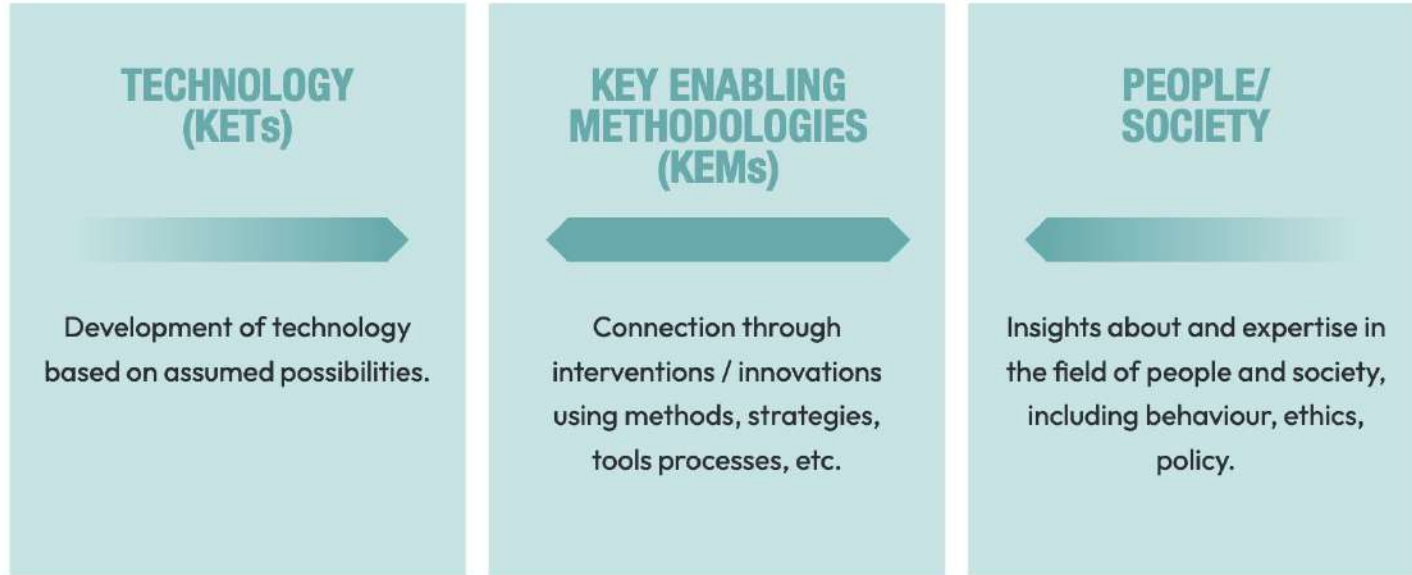 TECHNOLOGY
(KETs)
Development of technology
based on assumed possibilities.
KEY ENABLING
METHODOLOGIES
(KEMs)
Connection through
interventions / innovations
using methods, strategies,
tools processes, etc.
PEOPLE/
SOCIETY
Insights about and expertise in
the field of people and society,
including behaviour, ethics,
policy.